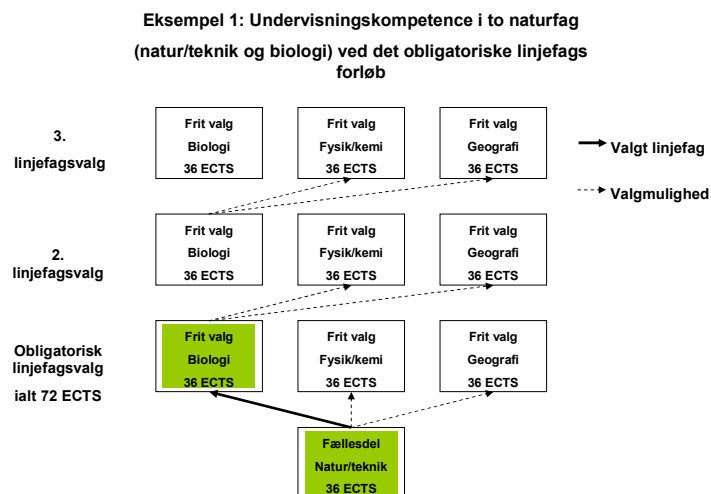 Eksempel 1: Undervisningskompetence i to naturfag
(natur/teknik og biologi) ved det obligatoriske linjefags
forløb
3.
linjefagsvalg
Frit valg
Biologi
36 ECTS
Frit valg
Fysik/kemi
36 ECTS
Frit valg
Geografi
36 ECTS
Valgt linjefag
Valgmulighed
2.
linjefagsvalg
Frit valg
Biologi
36 ECTS
Frit valg
Fysik/kemi
36 ECTS
Frit valg
Geografi
36 ECTS
Obligatorisk
linjefagsvalg
ialt 72 ECTS
Frit valg
Biologi
36 ECTS
Frit valg
Fysik/kemi
36 ECTS
Frit valg
Geografi
36 ECTS
Fællesdel
Natur/teknik
36 ECTS